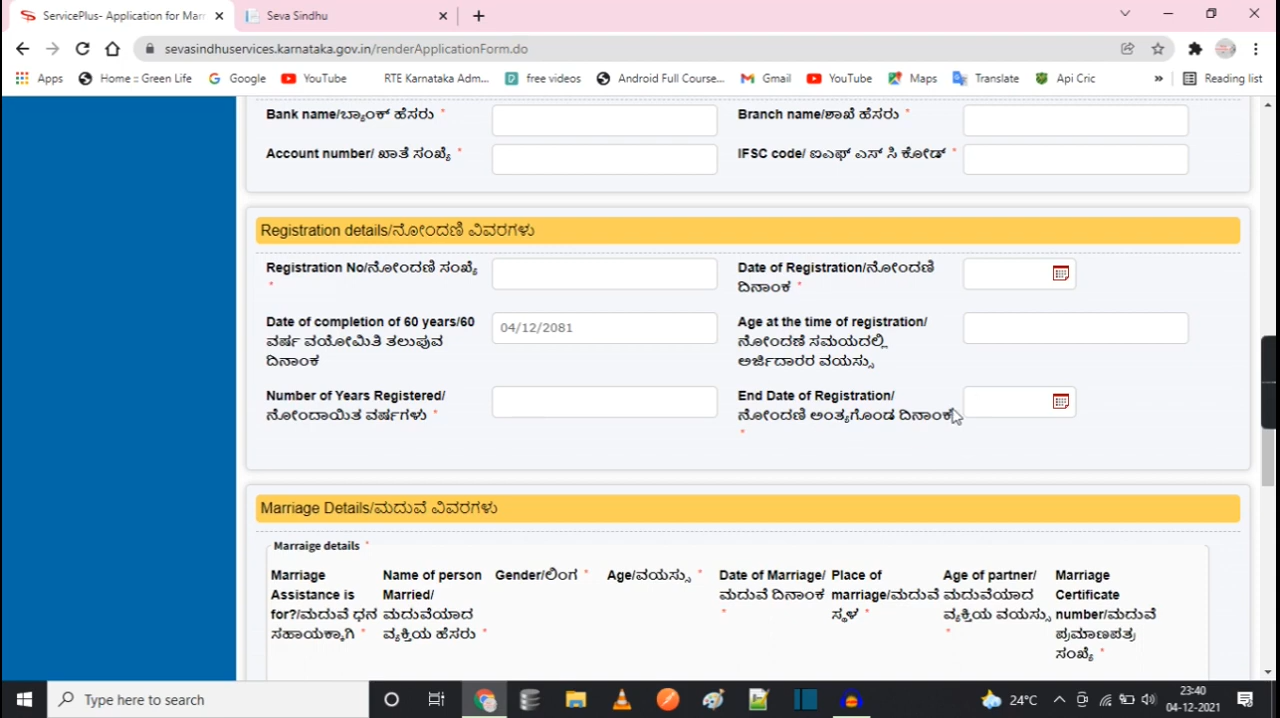 ServicePlus- Application for Marr
Seva Sindhu
sevasindhuservices.karnataka.gov.in/renderApplicationForm.do
Apps
Home :: Green Life
Google
YouTube
RTE Karnataka Adm...
free videos
Android Full Course...
Gmail
YouTube
Maps
Translate
Api Cric
»
Reading list
Bank name/ಬ್ಯಾಂಕ್ ಹೆಸರು *
Branch name/ಶಾಖೆ ಹೆಸರು *
Account number/ ಖಾತೆ ಸಂಖ್ಯೆ *
IFSC code/ ಐಎಫ್ ಎಸ್ ಸಿ ಕೋಡ್ *
Registration details/ನೋಂದಣಿ ವಿವರಗಳು
Registration No/ನೋಂದಣಿ ಸಂಖ್ಯೆ
*
Date of Registration/ನೋಂದಣಿ
ದಿನಾಂಕ *
Date of completion of 60 years/60
ವರ್ಷ ವಯೋಮಿತಿ ತಲುಪುವ
ದಿನಾಂಕ
04/12/2081
Age at the time of registration/
ನೋಂದಣಿ ಸಮಯದಲ್ಲಿ
ಅರ್ಜಿದಾರರ ವಯಸ್ಸು
Number of Years Registered/
ನೋಂದಾಯಿತ ವರ್ಷಗಳು *
End Date of Registration/
ನೋಂದಣಿ ಅಂತ್ಯಗೊಂಡ ದಿನಾಂಕ
*
Marriage Details/ಮದುವೆ ವಿವರಗಳು
Marraige details *
Marriage
Assistance is
for?/ಮದುವೆ ಧನ
ಸಹಾಯಕ್ಕಾಗಿ *
Name of person
Married/
ಮದುವೆಯಾದ
ವ್ಯಕ್ತಿಯ ಹೆಸರು *
Gender/ಲಿಂಗ *
Age/ವಯಸ್ಸು *
Date of Marriage/
ಮದುವೆ ದಿನಾಂಕ
*
Place of
marriage/ಮದುವೆ
ಸ್ಥಳ *
Age of partner/
ಮದುವೆಯಾದ
ವ್ಯಕ್ತಿಯ ವಯಸ್ಸು
*
Marriage
Certificate
number/ಮದುವೆ
ಪ್ರಮಾಣಪತ್ರ
ಸಂಖ್ಯೆ *
Type here to search
24°C
23:40
04-12-2021